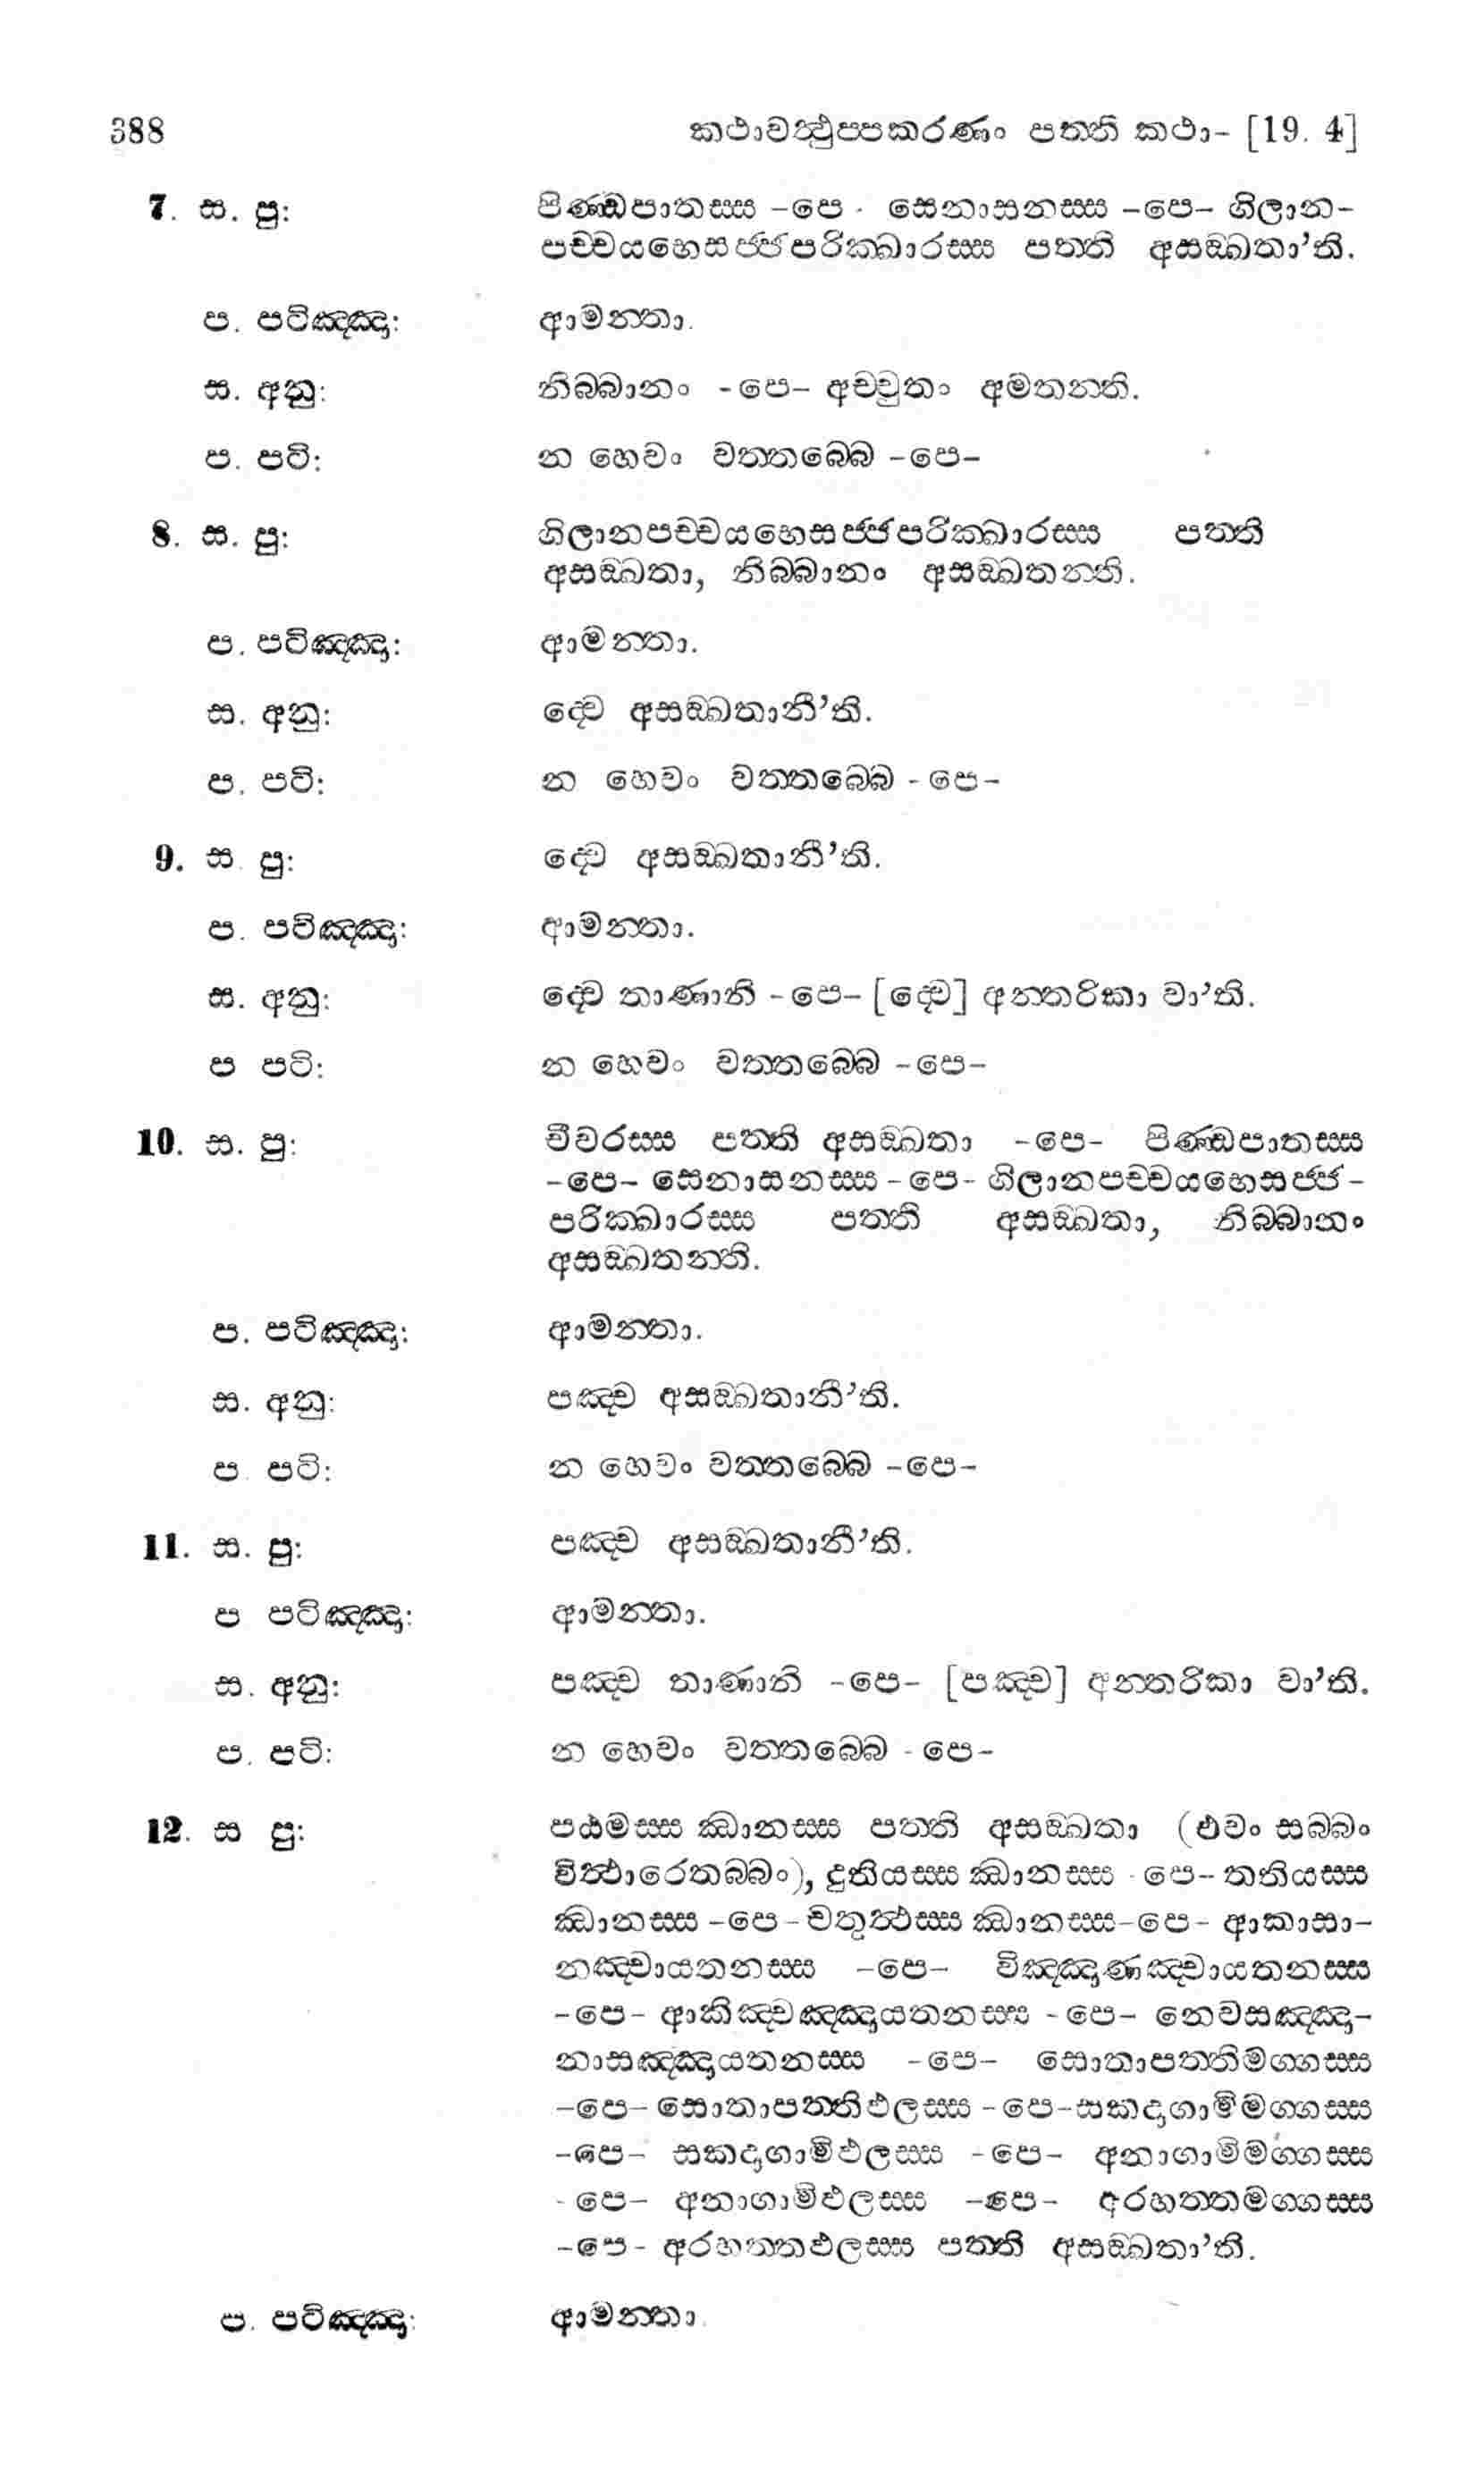 388 කථාවත්‍ථුප්පකරණං පත්ති කථා- [19. 4]
7. ස. පු: පිණ්ඩපාතස්ස -පෙ- සෙනාසනස්ස -පෙ- ගිලාන-
පච්චයභෙසජ්ජපරික්ඛාරස්ස පත්ති අසඞ්ඛතා’ති.
ප. පටිඤ්ඤා: ආමන්තා.
ස. අනු: නිබ්බානං -පෙ- අච්චුතං අමතන්ති.
ප. පටි: න හෙවං වත්තබ්බෙ -පෙ-
8. ස. පු: ගිලානපච්චයභෙසජ්ජපරික්ඛාරස්ස පත්ති
අසඞ්ඛතා, නිබ්බානං අසඞ්ඛතන්ති.
ප. පටිඤ්ඤා: ආමන්තා.
ස. අනු: ද්වෙ අසඞ්ඛතානී’ති.
ප. පටි: න හෙවං වත්තබ්බෙ -පෙ-
9. ස. පු: ද්වෙ අසඞ්ඛතානී’ති.
ප. පටිඤ්ඤා: ආමන්තා.
ස. අනු: ද්වෙ තාණානි -පෙ- [ද්වෙ] අන්තරිකා වා’ති.
ප පටි: න හෙවං වත්තබ්බෙ -පෙ-
10. ස. පු: චීවරස්ස පත්ති අසඞ්ඛතා -පෙ- පිණ්ඩපාතස්ස
-පෙ- සෙනාසනස්ස -පෙ- ගිලානපච්චයභෙසජ්ජ-
පරික්ඛාරස්ස පත්ති අසඞ්ඛතා, නිබ්බානං
අසඞ්ඛතන්ති.
ප. පටිඤ්ඤා: ආමන්තා.
ස. අනු: පඤ්ච අසඞ්ඛතානී’ති.
ප. පටි: න හෙවං වත්තබ්බෙ -පෙ-
11. ස. පු: පඤ්ච අසඞ්ඛතානී’ති.
ප පටිඤ්ඤා: ආමන්තා.
ස. අනු: පඤ්ච තාණානි -පෙ- [පඤ්ච] අන්තරිකා වා’ති.
ප. පටි: න හෙවං වත්තබ්බෙ -පෙ-
12. ස පු: පඨමස්ස ඣානස්ස පත්ති අසඞ්ඛතා (එවං සබ්බං
විත්‍ථාරෙතබ්බං), දුතියස්ස ඣානස්ස -පෙ- තතියස්ස
ඣානස්ස -පෙ- චතුත්‍ථස්ස ඣානස්ස-පෙ- ආකාසා-
නඤ්චායතනස්ස -පෙ- විඤ්ඤාණඤ්චායතනස්ස
-පෙ- ආකිඤ්චඤ්ඤායතනස්ස -පෙ- නෙවසඤ්ඤා-
නාසඤ්ඤායතනස්ස -පෙ- සොතාපත්තිමග්ගස්ස
-පෙ- සොතාපත්තිඵලස්ස -පෙ-සකදාගාමිමග්ගස්ස
-පෙ- සකදාගාමිඵලස්ස -පෙ- අනාගාමිමග්ගස්ස
-පෙ- අනාගාමිඵලස්ස -පෙ- අරහත්තමග්ගස්ස
-පෙ- අරහත්තඵලස්ස පත්ති අසඞ්ඛතා’ති.
ප. පටිඤ්ඤා: ආමන්තා.